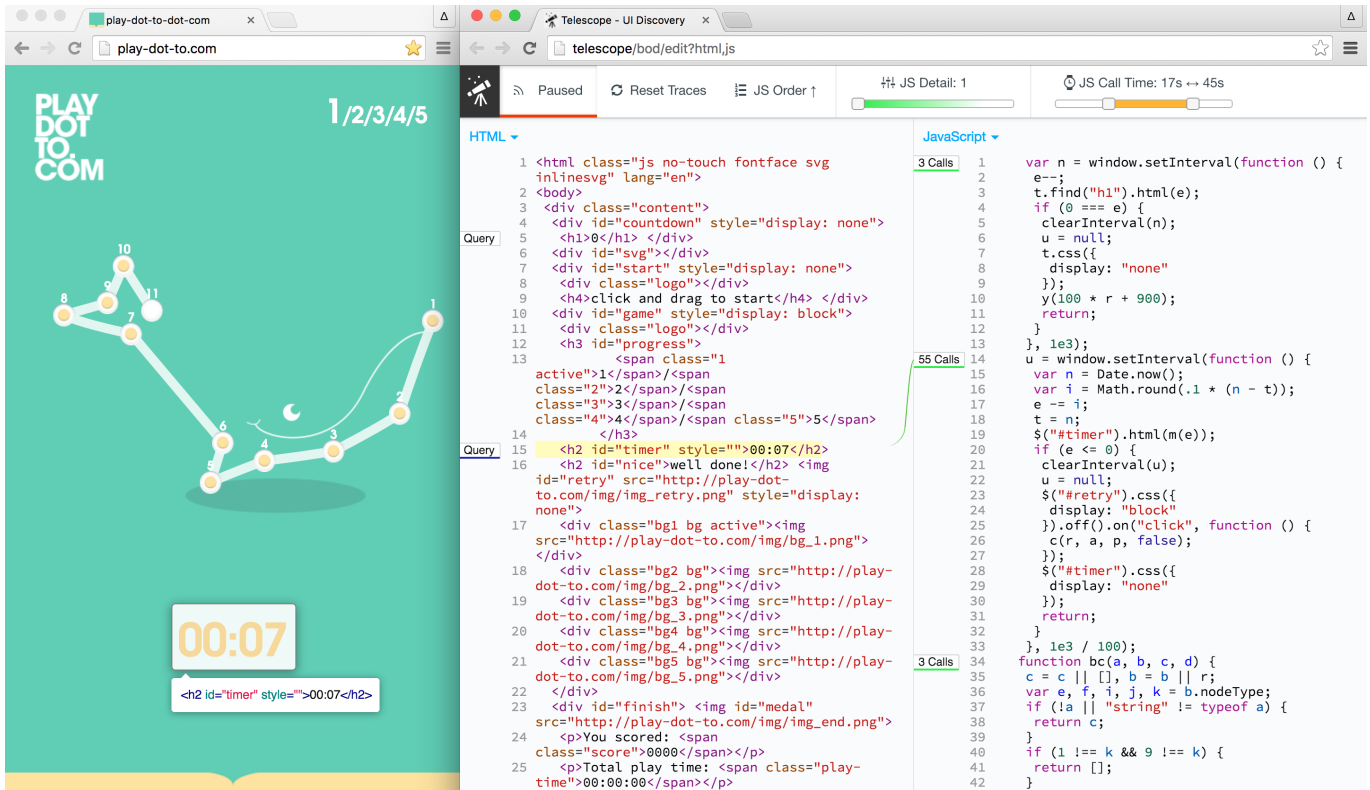 play-dot-to-dot-com
play-dot-to.com
PLAY
DOT
TO.
COM
1/2/3/4/5
10
9
11
8
7
1
6
2
3
4
5
00:07
<h2 id="timer" style="">00:07</h2>
Telescope - UI Discovery
telescope/bod/edit?html,js
Paused
Reset Traces
JS Order ↑
JS Detail: 1
JS Call Time: 17s ↔ 45s
HTML
1 <html class="js no-touch fontface svg
inlinesvg" lang="en">
2 <body>
3 <div class="content">
4 <div id="countdown" style="display: none">
Query 5 <h1>0</h1> </div>
6 <div id="svg"></div>
7 <div id="start" style="display: none">
8 <div class="logo"></div>
9 <h4>click and drag to start</h4> </div>
10 <div id="game" style="display: block">
11 <div class="logo"></div>
12 <h3 id="progress">
13 <span class="1
active">1</span>/<span
class="2">2</span>/<span
class="3">3</span>/<span
class="4">4</span>/<span class="5">5</span>
14 </h3>
Query 15 <h2 id="timer" style="">00:07</h2>
16 <h2 id="nice">well done!</h2> <img
id="retry" src="http://play-dot-
to.com/img/img_retry.png" style="display:
none">
17 <div class="bg1 bg active"><img
src="http://play-dot-to.com/img/bg_1.png">
</div>
18 <div class="bg2 bg"><img src="http://play-
dot-to.com/img/bg_2.png"></div>
19 <div class="bg3 bg"><img src="http://play-
dot-to.com/img/bg_3.png"></div>
20 <div class="bg4 bg"><img src="http://play-
dot-to.com/img/bg_4.png"></div>
21 <div class="bg5 bg"><img src="http://play-
dot-to.com/img/bg_5.png"></div>
22 </div>
23 <div id="finish"> <img id="medal"
src="http://play-dot-to.com/img/img_end.png">
24 <p>You scored: <span
class="score">0000</span></p>
25 <p>Total play time: <span class="play-
time">00:00:00</span></p>
JavaScript
3 Calls 1 var n = window.setInterval(function () {
2 e--;
3 t.find("h1").html(e);
4 if (0 === e) {
5 clearInterval(n);
6 u = null;
7 t.css({
8 display: "none"
9 });
10 y(100 * r + 900);
11 return;
12 }
13 }, 1e3);
55 Calls 14 u = window.setInterval(function () {
15 var n = Date.now();
16 var i = Math.round(.1 * (n - t));
17 e -= i;
18 t = n;
19 $("#timer").html(m(e));
20 if (e <= 0) {
21 clearInterval(u);
22 u = null;
23 $("#retry").css({
24 display: "block"
25 }).off().on("click", function () {
26 c(r, a, p, false);
27 });
28 $("#timer").css({
29 display: "none"
30 });
31 return;
32 }
33 }, 1e3 / 100);
3 Calls 34 function bc(a, b, c, d) {
35 c = c || [], b = b || r;
36 var e, f, i, j, k = b.nodeType;
37 if (!a || "string" != typeof a) {
38 return c;
39 }
40 if (1 !== k && 9 !== k) {
41 return [];
42 }